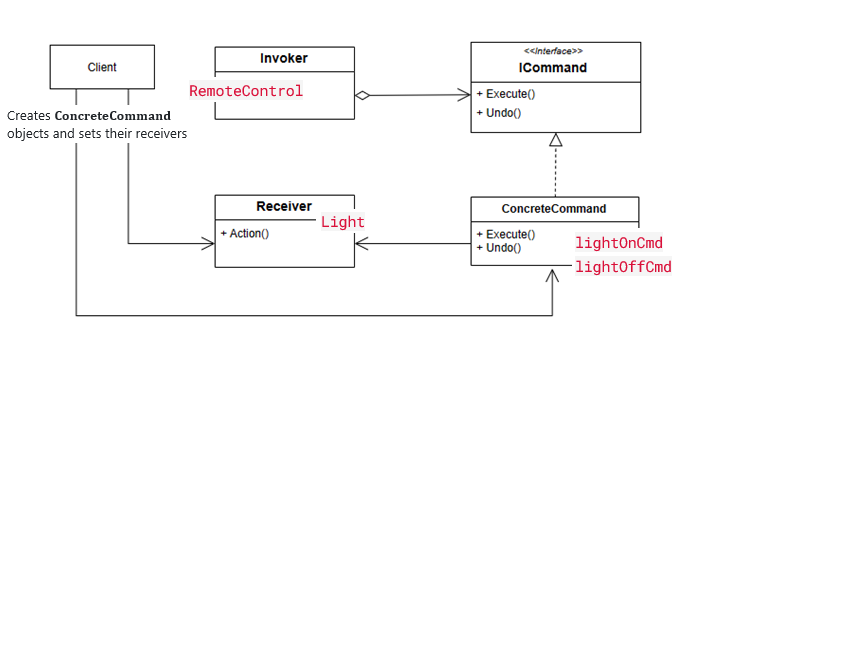 Client
Creates ConcreteCommand
objects and sets their receivers
Invoker
RemoteControl
<<Interface>>
ICommand
+ Execute()
+ Undo()
Receiver
Light
+ Action()
ConcreteCommand
+ Execute()
+ Undo()
lightOnCmd
lightOffCmd